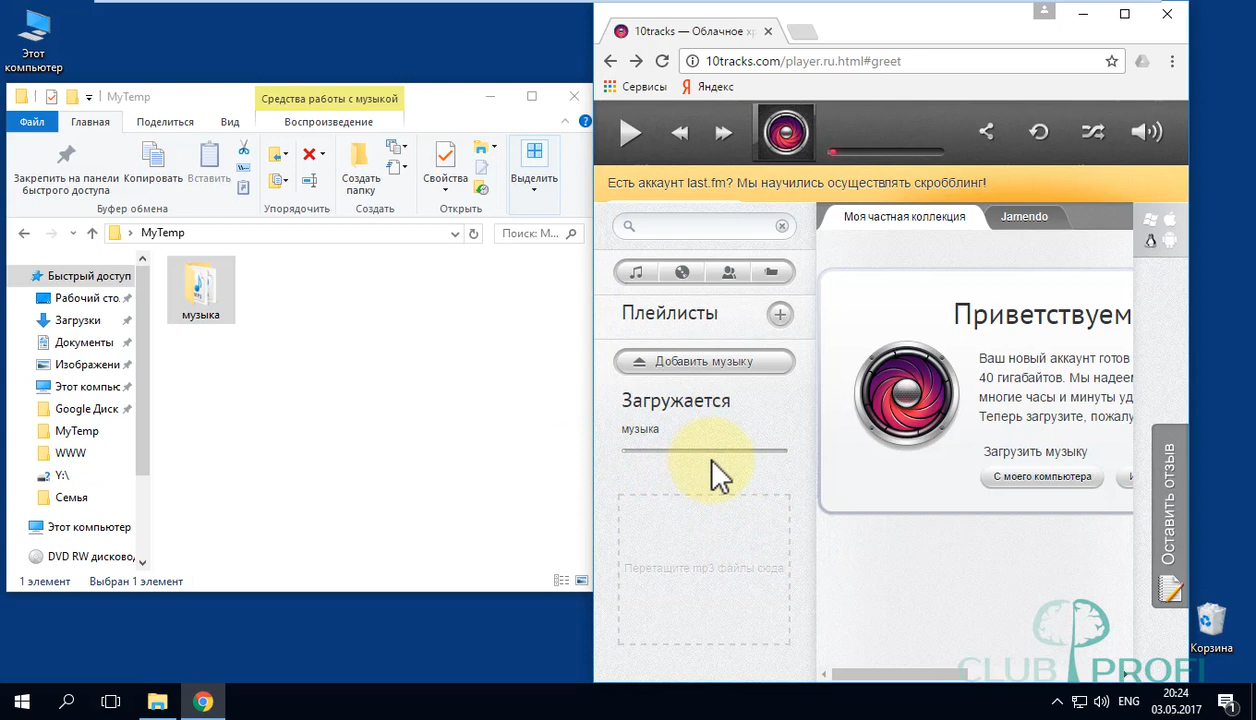 Этот
компьютер
MyTemp
Средства работы с музыкой
Файл
Главная
Поделиться
Вид
Воспроизведение
Закрепить на панели
быстрого доступа
Копировать
Вставить
Создать
папку
Свойства
Выделить
Буфер обмена
Упорядочить
Создать
Открыть
MyTemp
Поиск: M...
Быстрый доступ
Рабочий сто.
Загрузки
Документы
Изображени
Этот компьс
Google Диск
MyTemp
WWW
Y:\
Семья
Этот компьютер
DVD RW дисковод
музыка
1 элемент
Выбран 1 элемент
10tracks — Облачное хр
10tracks.com/player.ru.html#greet
Сервисы
Яндекс
Есть аккаунт last.fm? Мы научились осуществлять скробблинг!
Плейлисты
Добавить музыку
Загружается
музыка
Перетащите mp3 файлы сюда
Моя частная коллекция
Jamendo
Приветствуем
Ваш новый аккаунт готов
40 гигабайтов. Мы надеем
многие часы и минуты уд
Теперь загрузите, пожалу
Загрузить музыку
С моего компьютера
И
Оставить отзыв
Корзина
CLUB PROFI
ENG
20:24
03.05.2017
1